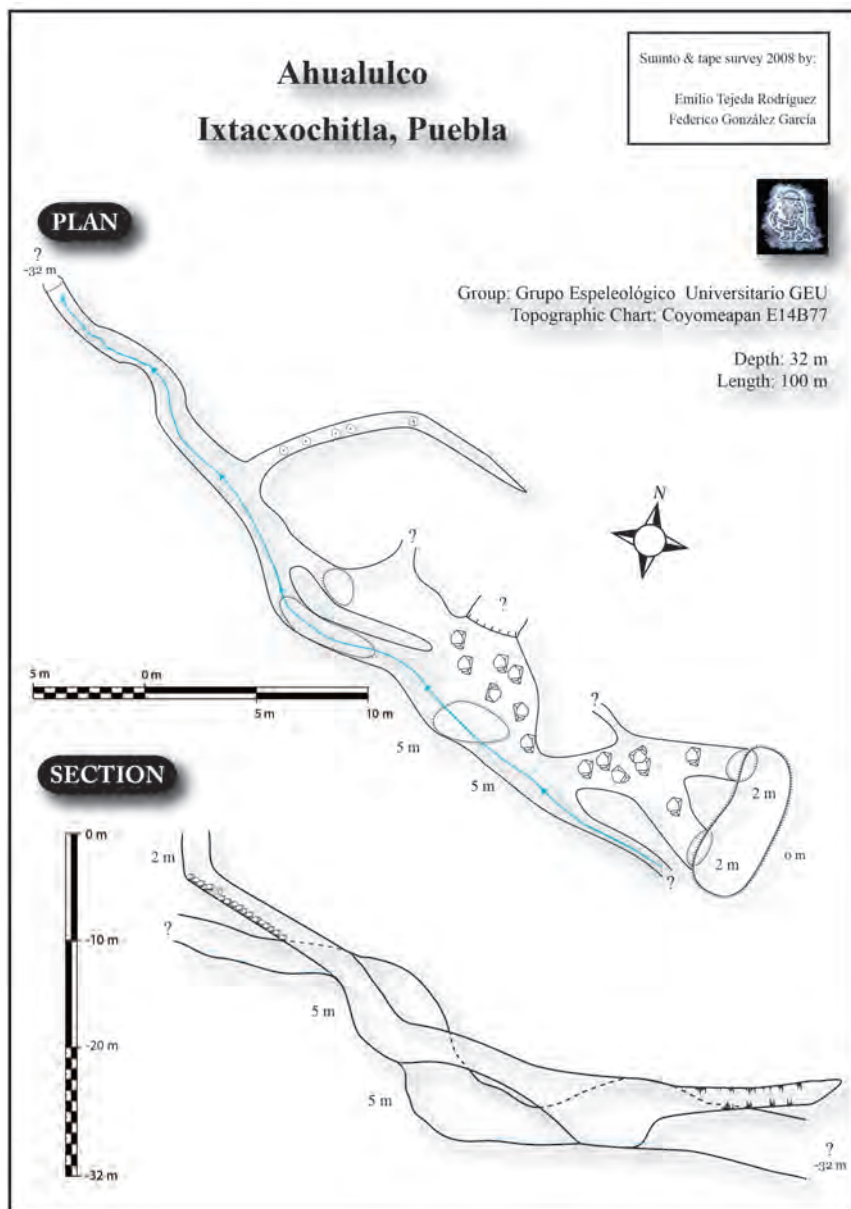 Ahualulco
Ixtacxochitla, Puebla
Suunto & tape survey 2008 by:
Emilio Tejeda Rodríguez
Federico González García
PLAN
?
-32 m
Group: Grupo Espeleológico Universitario GEU
Topographic Chart: Coyomeapan E14B77
Depth: 32 m
Length: 100 m
N
?
?
5 m
0 m
5 m
10 m
?
5 m
5 m
2 m
0 m
2 m
?
SECTION
0 m
2 m
?
-10 m
5 m
-20 m
5 m
?
-32 m
-32 m